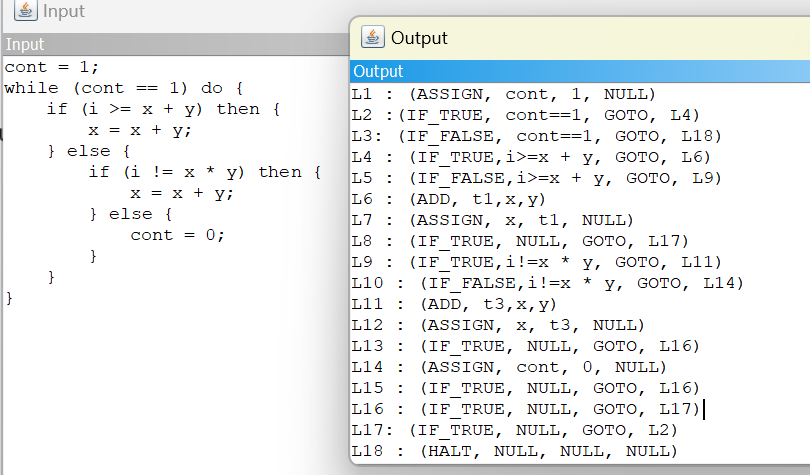 Input
Input
cont = 1;
while (cont == 1) do {
    if (i >= x + y) then {
        x = x + y;
    } else {
        if (i != x * y) then {
            x = x + y;
        } else {
            cont = 0;
        }
    }
}
Output
Output
L1 : (ASSIGN, cont, 1, NULL)
L2 :(IF_TRUE, cont==1, GOTO, L4)
L3: (IF_FALSE, cont==1, GOTO, L18)
L4 : (IF_TRUE,i>=x + y, GOTO, L6)
L5 : (IF_FALSE,i>=x + y, GOTO, L9)
L6 : (ADD, t1,x,y)
L7 : (ASSIGN, x, t1, NULL)
L8 : (IF_TRUE, NULL, GOTO, L17)
L9 : (IF_TRUE,i!=x * y, GOTO, L11)
L10 : (IF_FALSE,i!=x * y, GOTO, L14)
L11 : (ADD, t3,x,y)
L12 : (ASSIGN, x, t3, NULL)
L13 : (IF_TRUE, NULL, GOTO, L16)
L14 : (ASSIGN, cont, 0, NULL)
L15 : (IF_TRUE, NULL, GOTO, L16)
L16 : (IF_TRUE, NULL, GOTO, L17)
L17: (IF_TRUE, NULL, GOTO, L2)
L18 : (HALT, NULL, NULL, NULL)